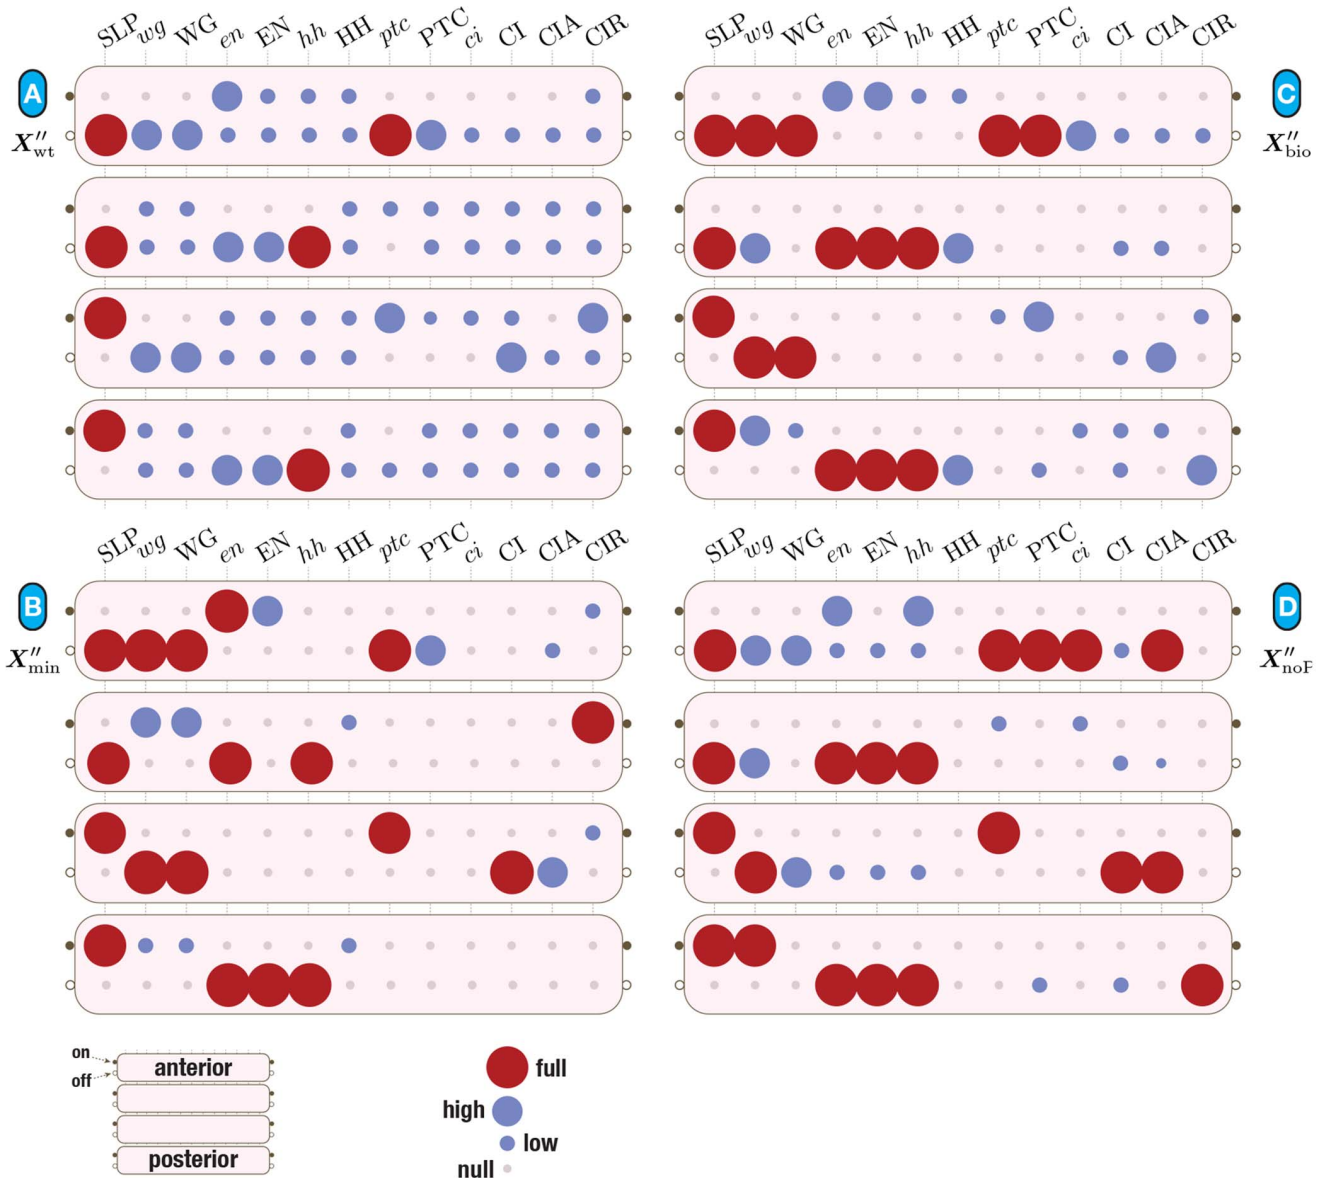 SLP wg WG en EN hh HH ptc PTC ci CI CIA CIR
SLP wg WG en EN hh HH ptc PTC ci CI CIA CIR
A
X''wt
C
X''bio
SLP wg WG en EN hh HH ptc PTC ci CI CIA CIR
SLP wg WG en EN hh HH ptc PTC ci CI CIA CIR
B
X''min
D
X''noP
on
off
anterior
posterior
full
high
low
null